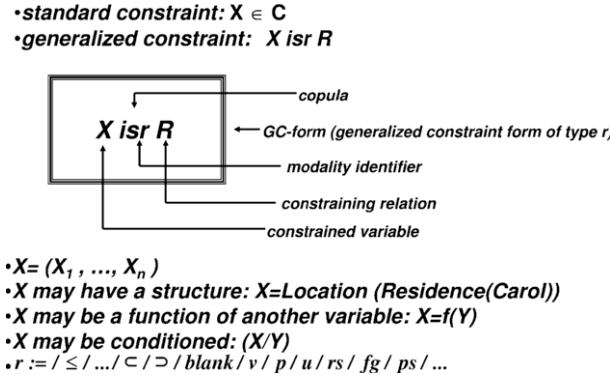 •standard constraint: X ∈ C
•generalized constraint: X isr R
copula
X isr R
GC-form (generalized constraint form of type r)
modality identifier
constraining relation
constrained variable
•X= (X₁ , …, Xₙ )
•X may have a structure: X=Location (Residence(Carol))
•X may be a function of another variable: X=f(Y)
•X may be conditioned: (X/Y)
•r := / ≤ / .../ ⊂ / ⊃ / blank / v / p / u / rs / fg / ps / ...